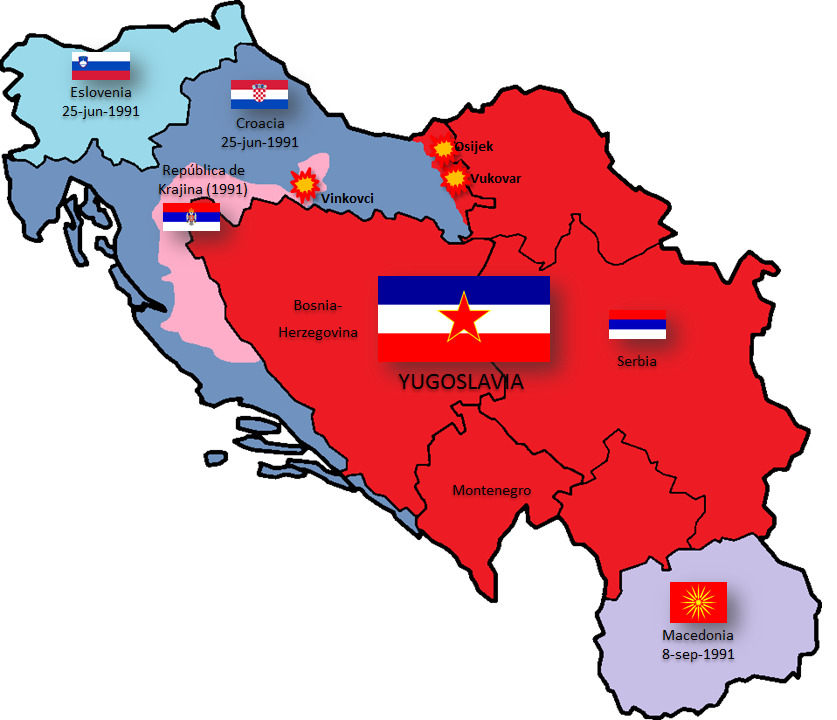 Eslovenia
25-jun-1991
Croacia
25-jun-1991
Osijek
República de
Krajina (1991)
Vukovar
Vinkovci
Bosnia-
Herzegovina
Serbia
YUGOSLAVIA
Montenegro
Macedonia
8-sep-1991